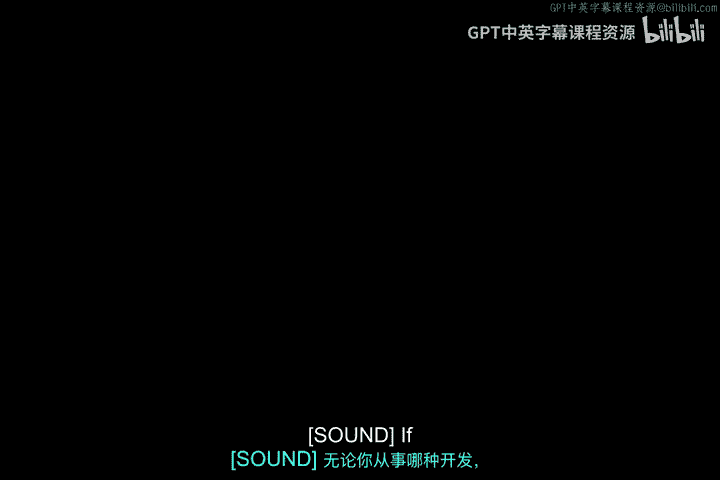 GPT中英字幕课程资源@bilibili.com
GPT中英字幕课程资源 bilibili
[SOUND] If
[SOUND] 无论你从事哪种开发,